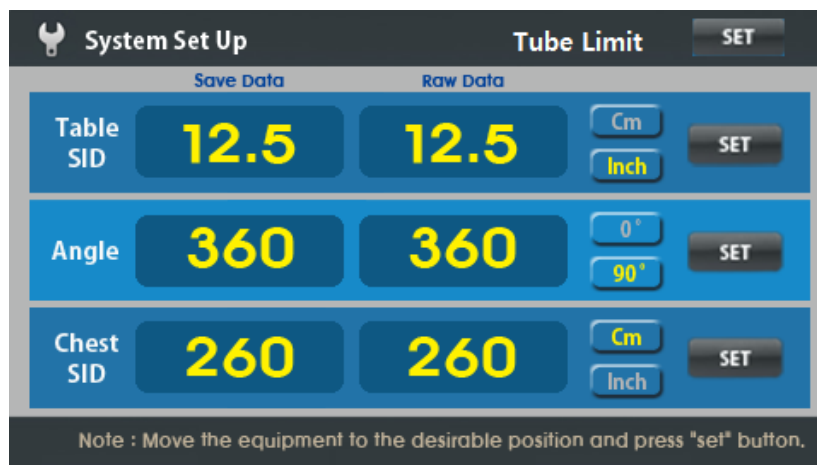 System Set Up Tube Limit SET
Save Data Raw Data
Table SID 12.5 12.5 Cm Inch SET
Angle 360 360 0° 90° SET
Chest SID 260 260 Cm Inch SET
Note : Move the equipment to the desirable position and press "set" button.